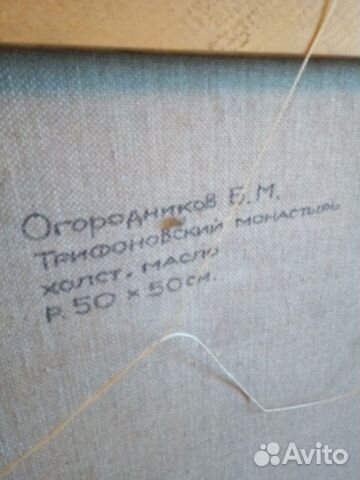 Огородников Е.М.
Трифоновский монастырь
холст. масло
Р. 50 × 50 см.
Avito